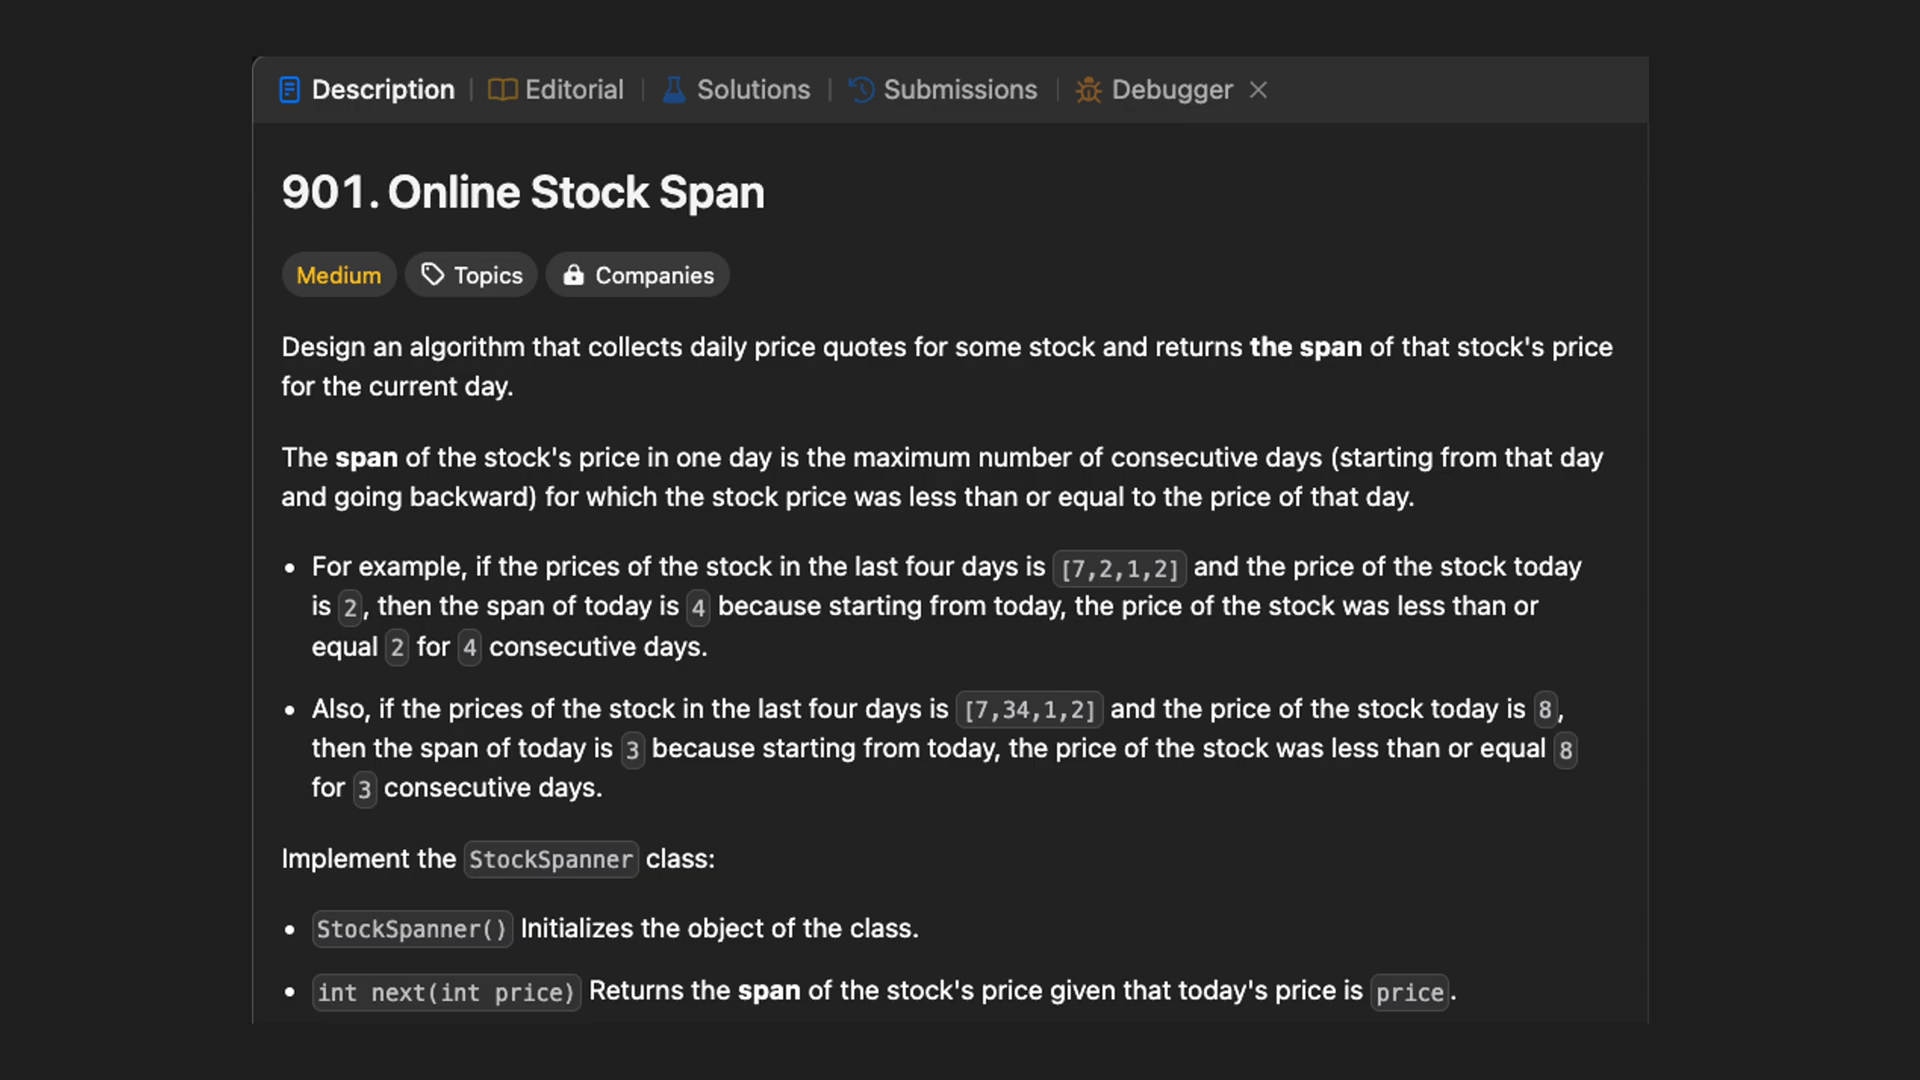 Description | Editorial | Solutions | Submissions | Debugger ×
901. Online Stock Span
Medium Topics Companies
Design an algorithm that collects daily price quotes for some stock and returns the span of that stock's price
for the current day.
The span of the stock's price in one day is the maximum number of consecutive days (starting from that day
and going backward) for which the stock price was less than or equal to the price of that day.
• For example, if the prices of the stock in the last four days is [7,2,1,2] and the price of the stock today
is 2, then the span of today is 4 because starting from today, the price of the stock was less than or
equal 2 for 4 consecutive days.
• Also, if the prices of the stock in the last four days is [7,34,1,2] and the price of the stock today is 8,
then the span of today is 3 because starting from today, the price of the stock was less than or equal 8
for 3 consecutive days.
Implement the StockSpanner class:
• StockSpanner() Initializes the object of the class.
• int next(int price) Returns the span of the stock's price given that today's price is price.